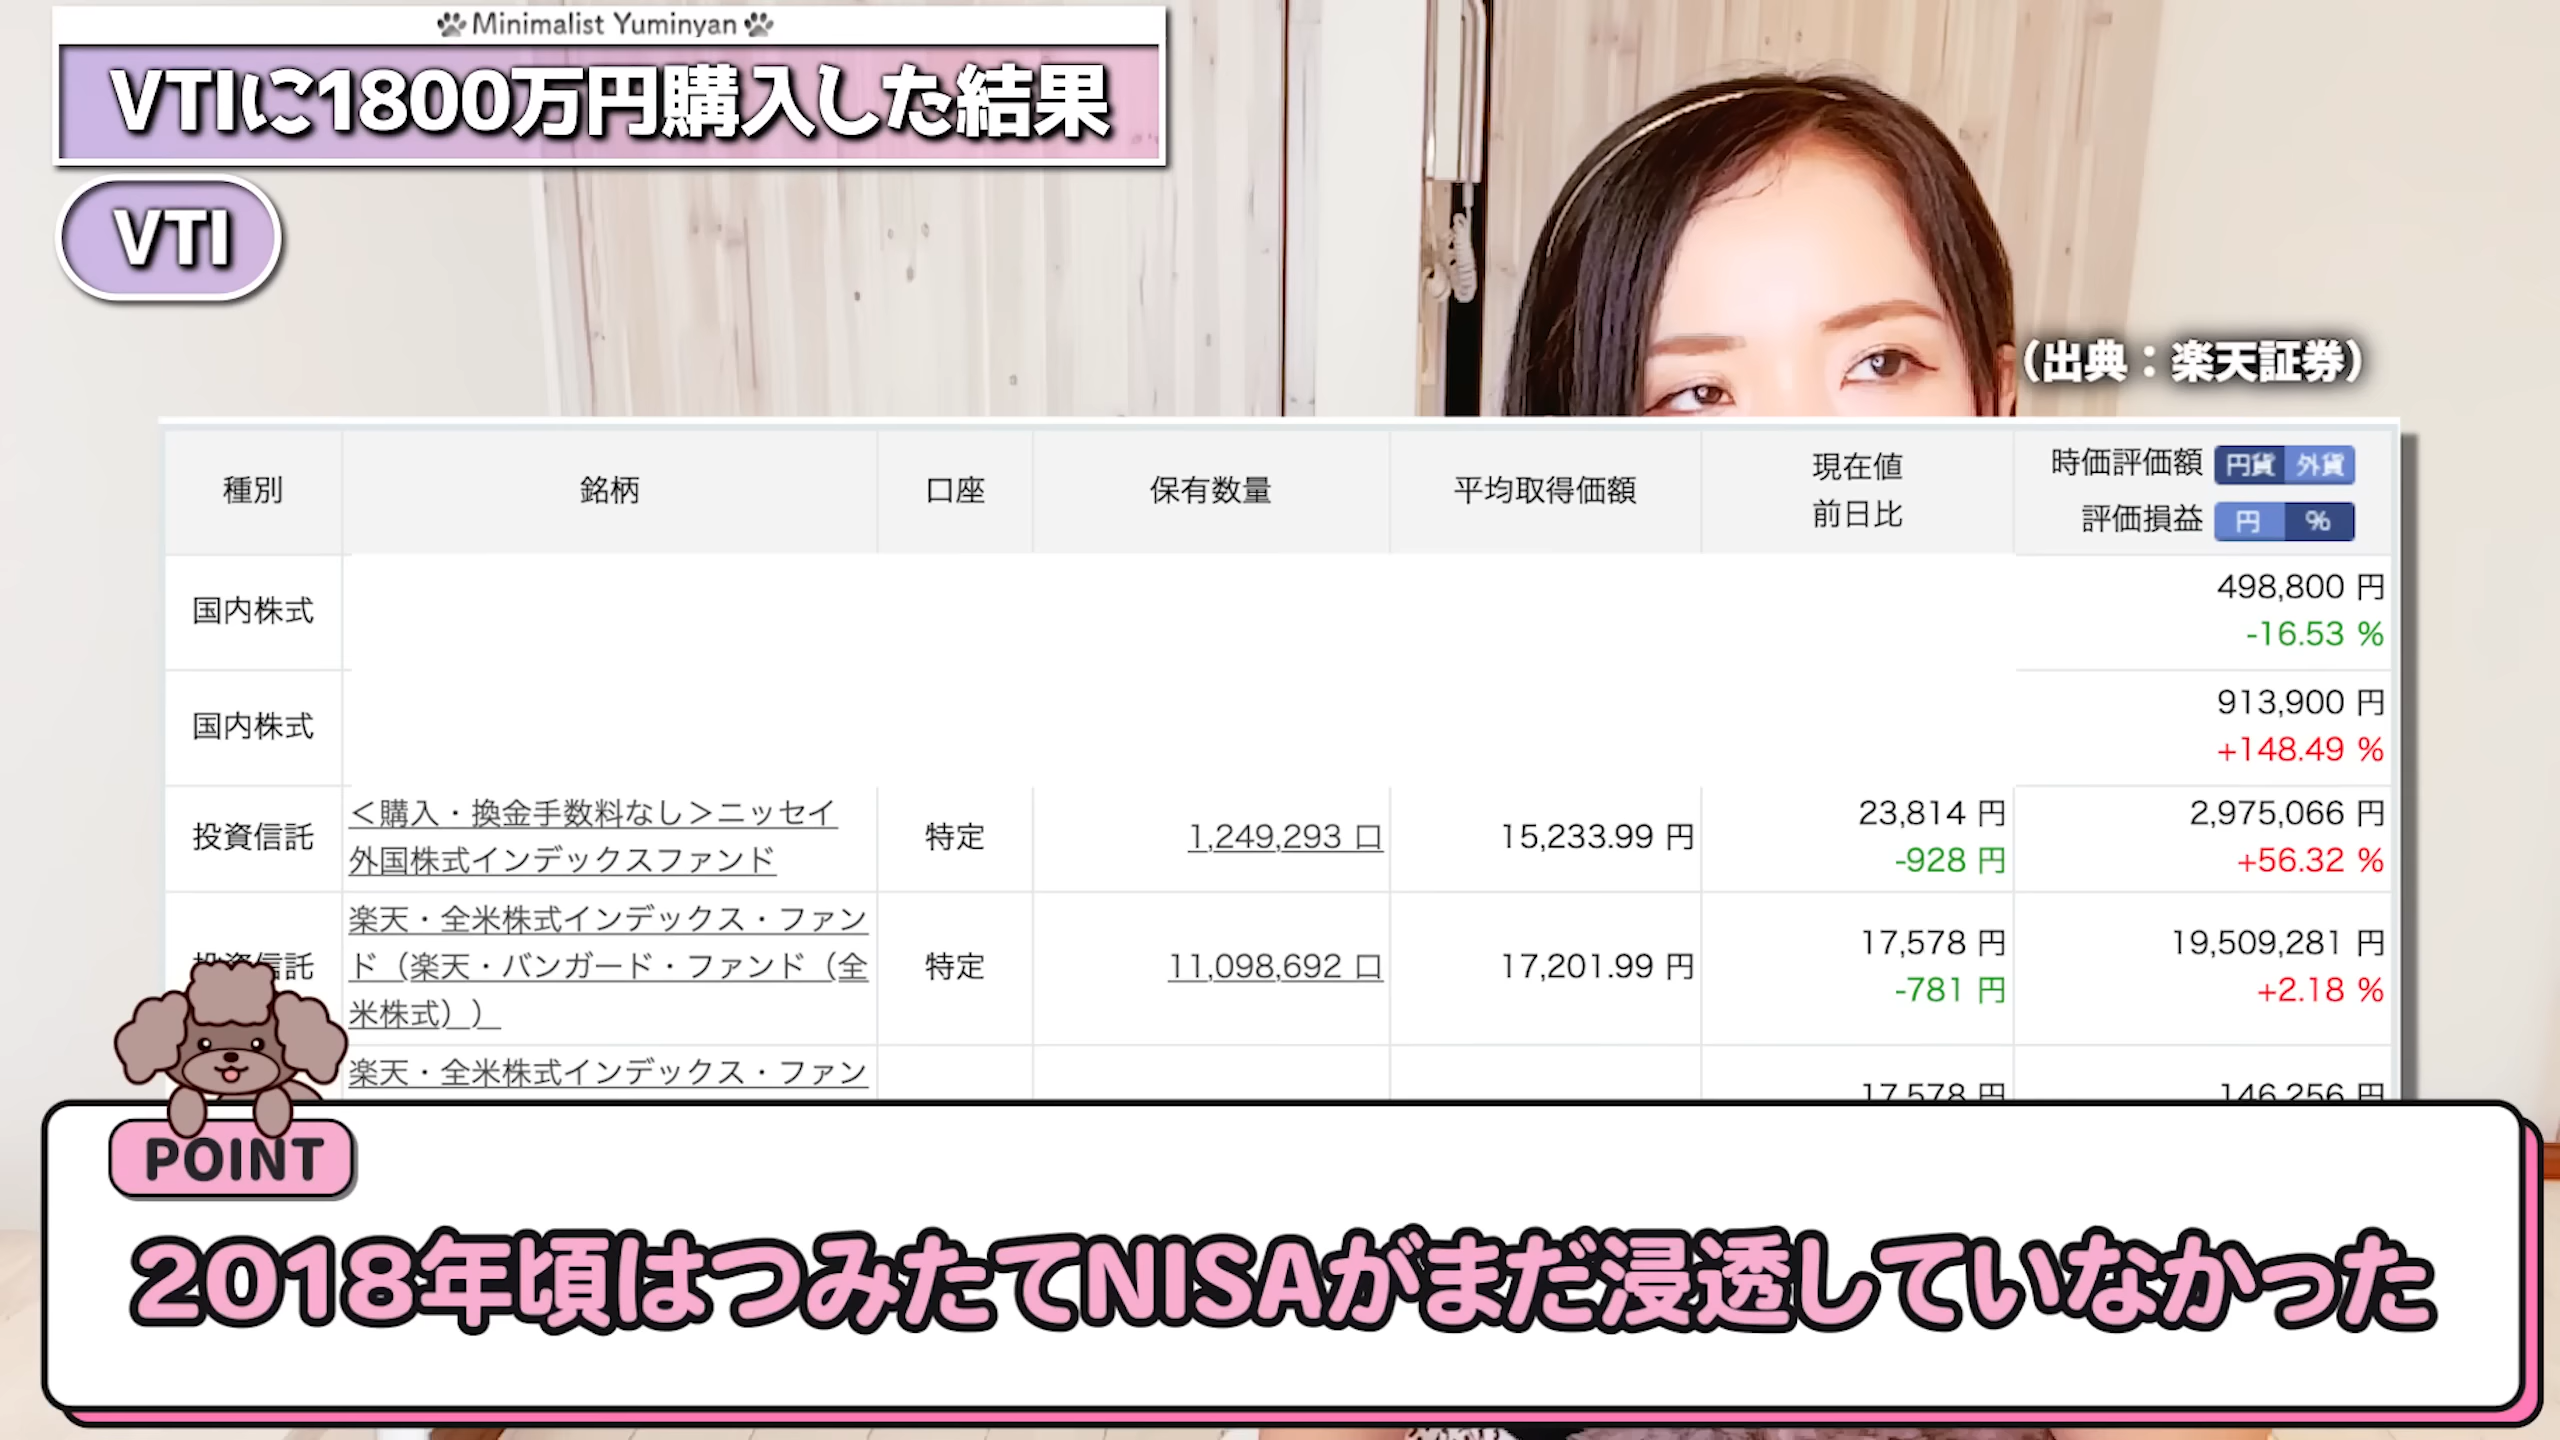 Minimalist Yuminyan
VTIに1800万円購入した結果
VTI
（出典：楽天証券）
種別 銘柄 口座 保有数量 平均取得価額 現在値 時価評価額 円貨 外貨
前日比 評価損益 円 %
国内株式 498,800 円
-16.53 %
国内株式 913,900 円
+148.49 %
投資信託 <購入・換金手数料なし>ニッセイ 特定 1,249,293 口 15,233.99 円 23,814 円 2,975,066 円
外国株式インデックスファンド -928 円 +56.32 %
投資信託 楽天・全米株式インデックス・ファン 特定 11,098,692 口 17,201.99 円 17,578 円 19,509,281 円
ド（楽天・バンガード・ファンド（全 -781 円 +2.18 %
米株式））
楽天・全米株式インデックス・ファン 17,578 円 146,256 円
POINT
2018年頃はつみたてNISAがまだ浸透していなかった